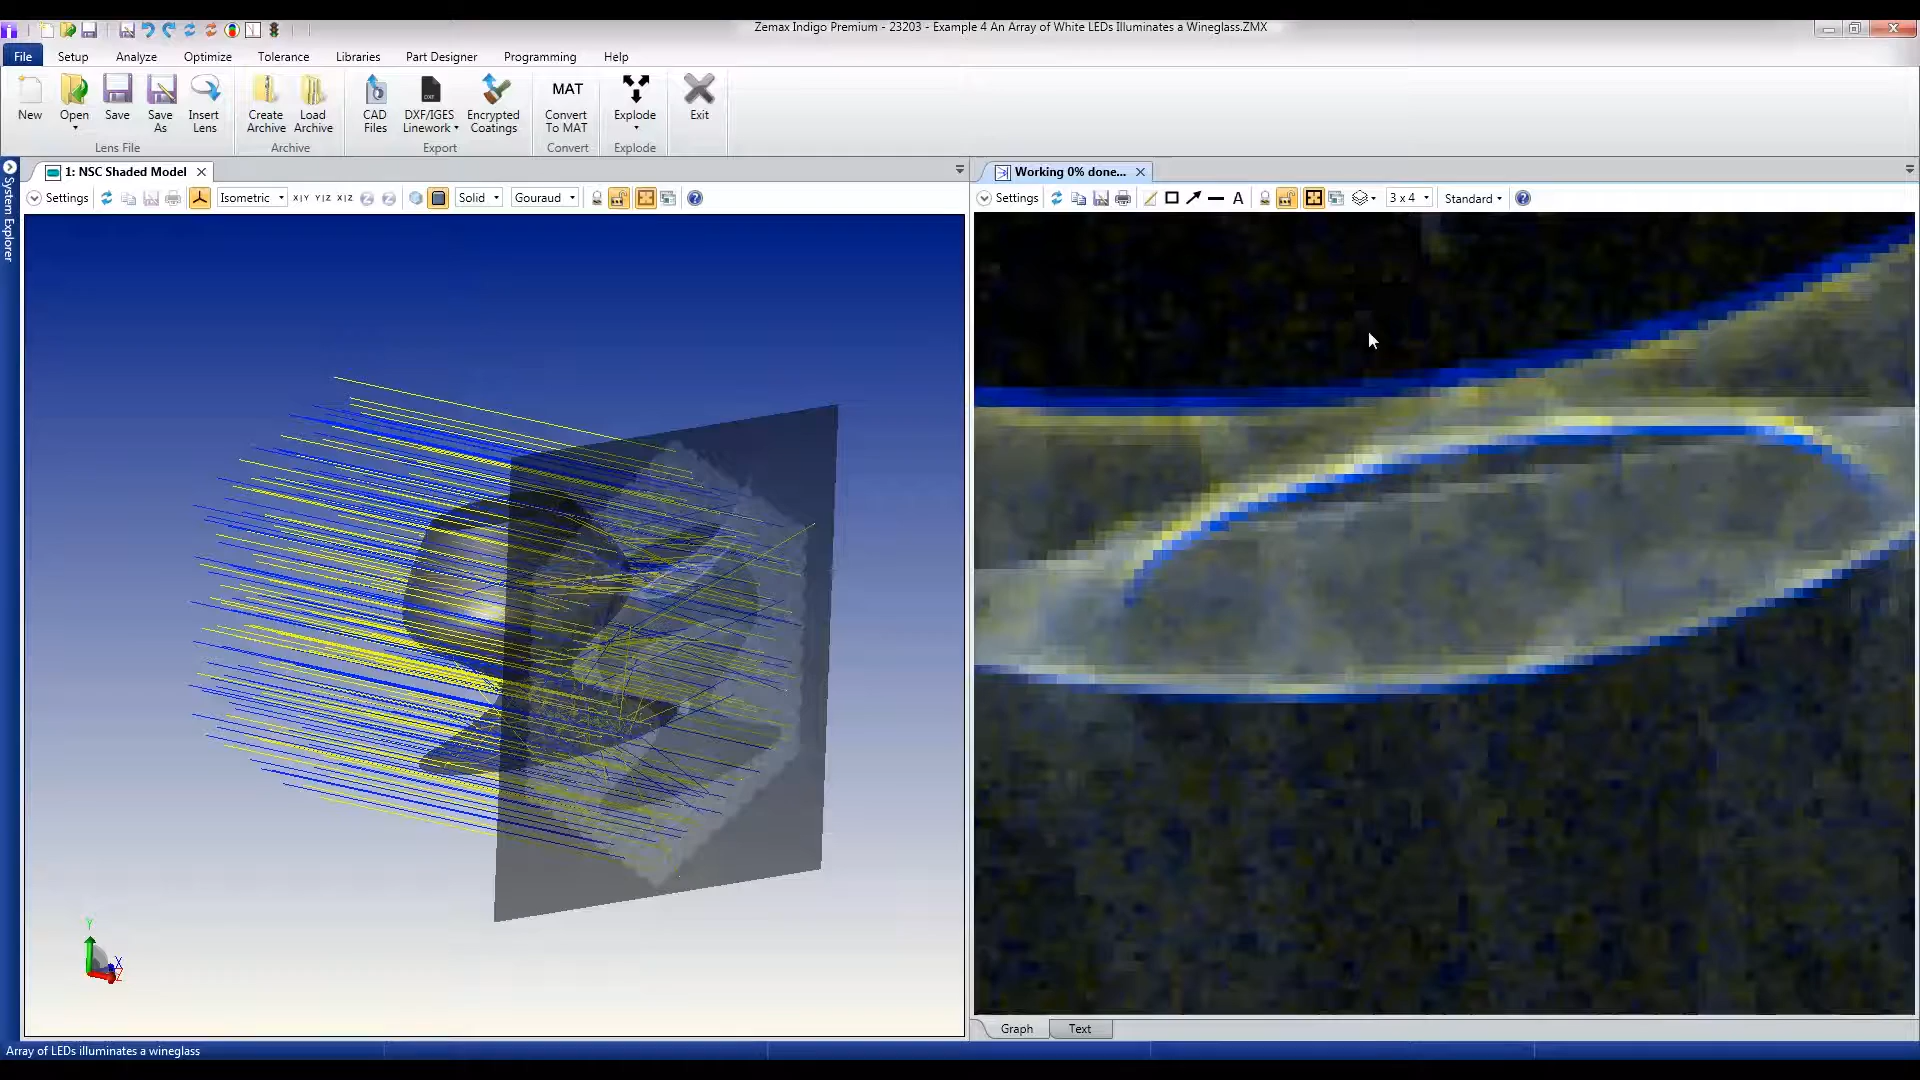 Zemax Indigo Premium - 23203 - Example 4 An Array of White LEDs Illuminates a Wineglass.ZMX
File Setup Analyze Optimize Tolerance Libraries Part Designer Programming Help
New Open Save Save As Insert Lens Create Archive Load Archive CAD Files DXF DXF/IGES Linework Encrypted Coatings MAT Convert To MAT Explode Exit
Lens File Archive Export Convert Explode
System Explorer
1: NSC Shaded Model
Working 0% done...
Settings Isometric X|Y Y|Z X|Z Z Z Solid Gouraud
Settings A 3 x 4 Standard
Y
X
Z
Graph Text
Array of LEDs illuminates a wineglass